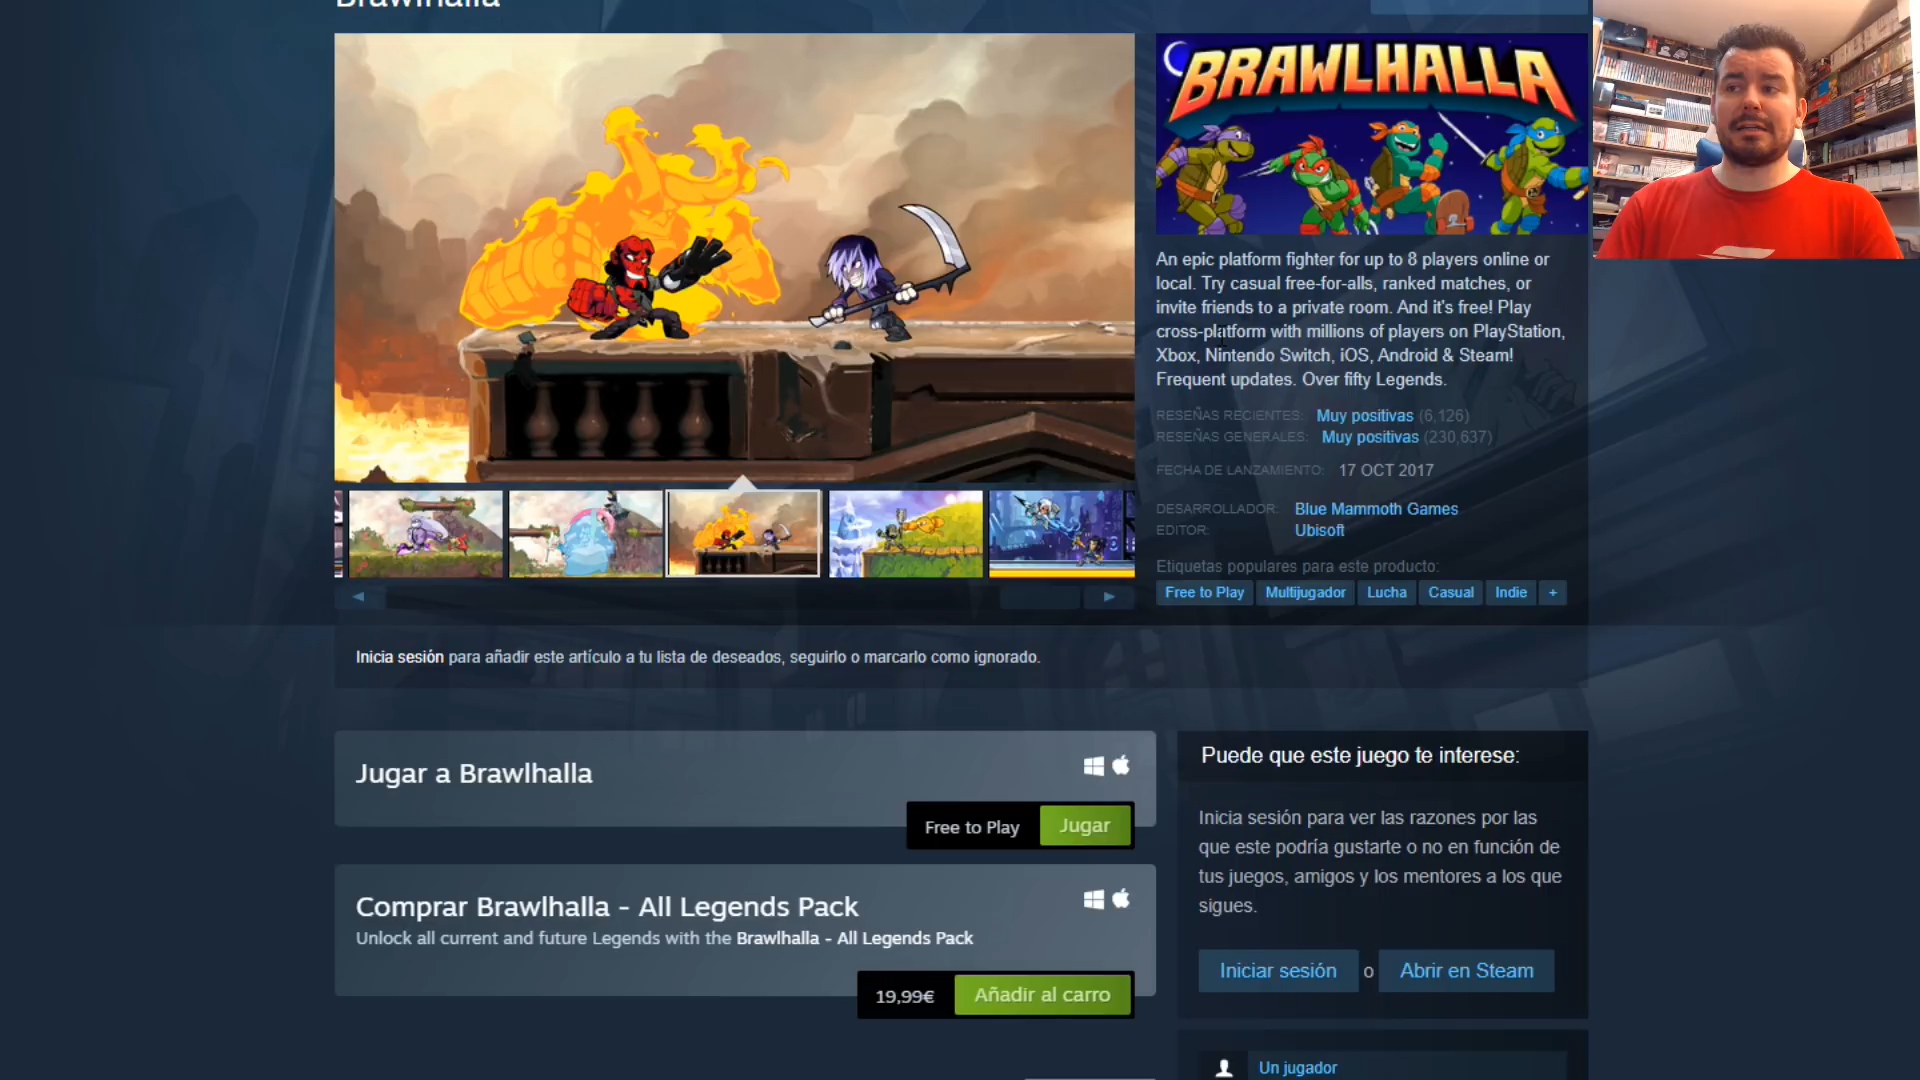 Brawlhalla
BRAWLHALLA
An epic platform fighter for up to 8 players online or
local. Try casual free-for-alls, ranked matches, or
invite friends to a private room. And it's free! Play
cross-platform with millions of players on PlayStation,
Xbox, Nintendo Switch, iOS, Android & Steam!
Frequent updates. Over fifty Legends.
RESEÑAS RECIENTES: Muy positivas (6,126)
RESEÑAS GENERALES: Muy positivas (230,637)
FECHA DE LANZAMIENTO: 17 OCT 2017
DESARROLLADOR: Blue Mammoth Games
EDITOR: Ubisoft
Etiquetas populares para este producto:
Free to Play Multijugador Lucha Casual Indie +
Inicia sesión para añadir este artículo a tu lista de deseados, seguirlo o marcarlo como ignorado.
Jugar a Brawlhalla
Free to Play Jugar
Comprar Brawlhalla - All Legends Pack
Unlock all current and future Legends with the Brawlhalla - All Legends Pack
19,99€ Añadir al carro
Puede que este juego te interese:
Inicia sesión para ver las razones por las
que este podría gustarte o no en función de
tus juegos, amigos y los mentores a los que
sigues.
Iniciar sesión o Abrir en Steam
Un jugador